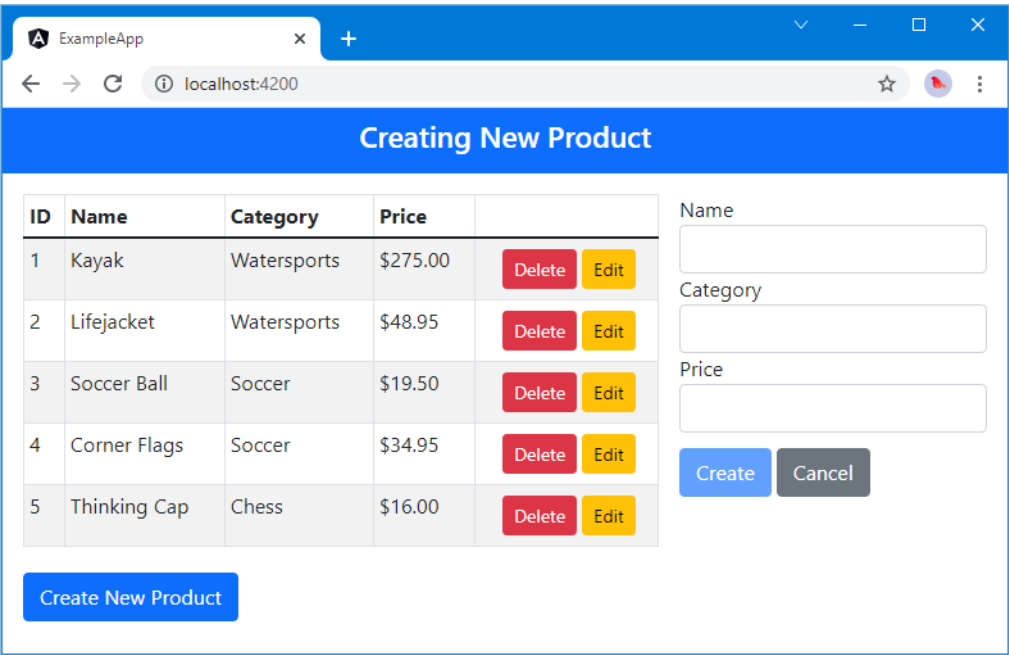 ExampleApp
localhost:4200
Creating New Product
ID Name Category Price
1 Kayak Watersports $275.00 Delete Edit
2 Lifejacket Watersports $48.95 Delete Edit
3 Soccer Ball Soccer $19.50 Delete Edit
4 Corner Flags Soccer $34.95 Delete Edit
5 Thinking Cap Chess $16.00 Delete Edit
Create New Product
Name
Category
Price
Create Cancel